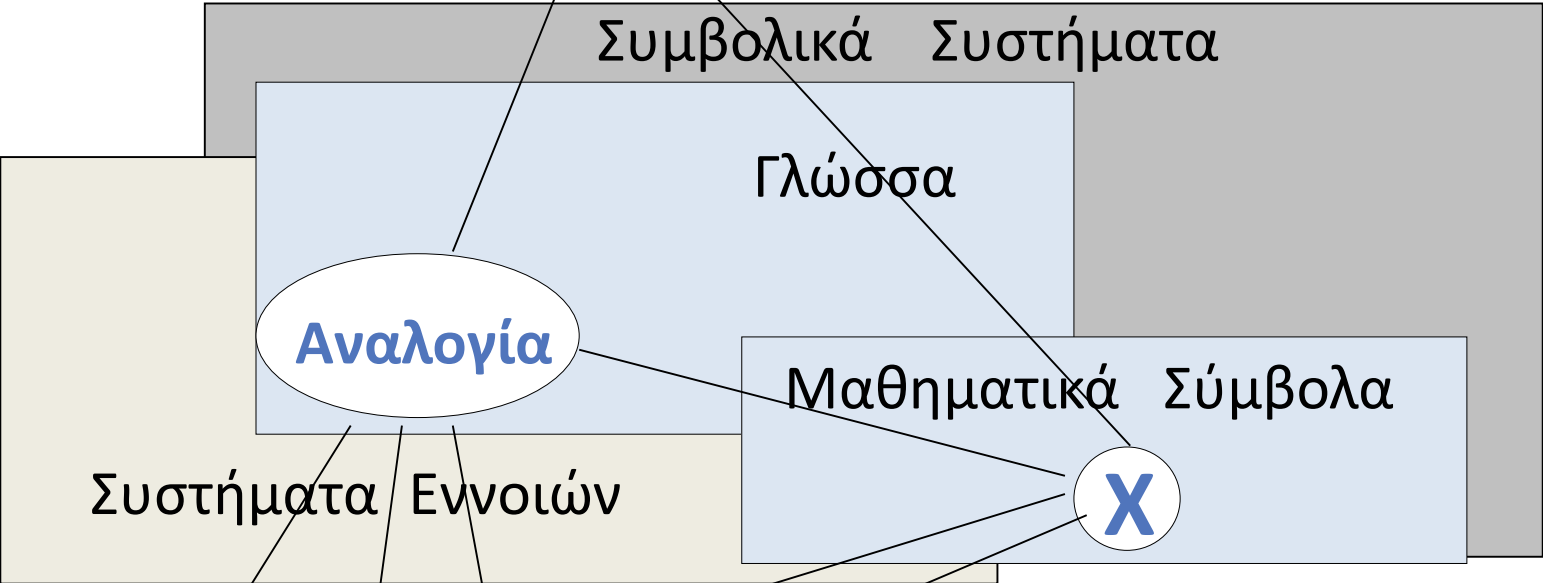 Συμβολικά Συστήματα
Γλώσσα
Αναλογία
Μαθηματικά Σύμβολα
Συστήματα Εννοιών
X